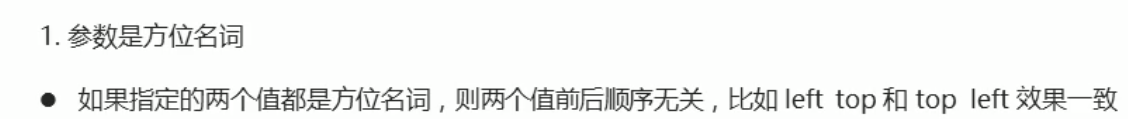 1. 参数是方位名词
● 如果指定的两个值都是方位名词，则两个值前后顺序无关，比如 left top 和 top left 效果一致